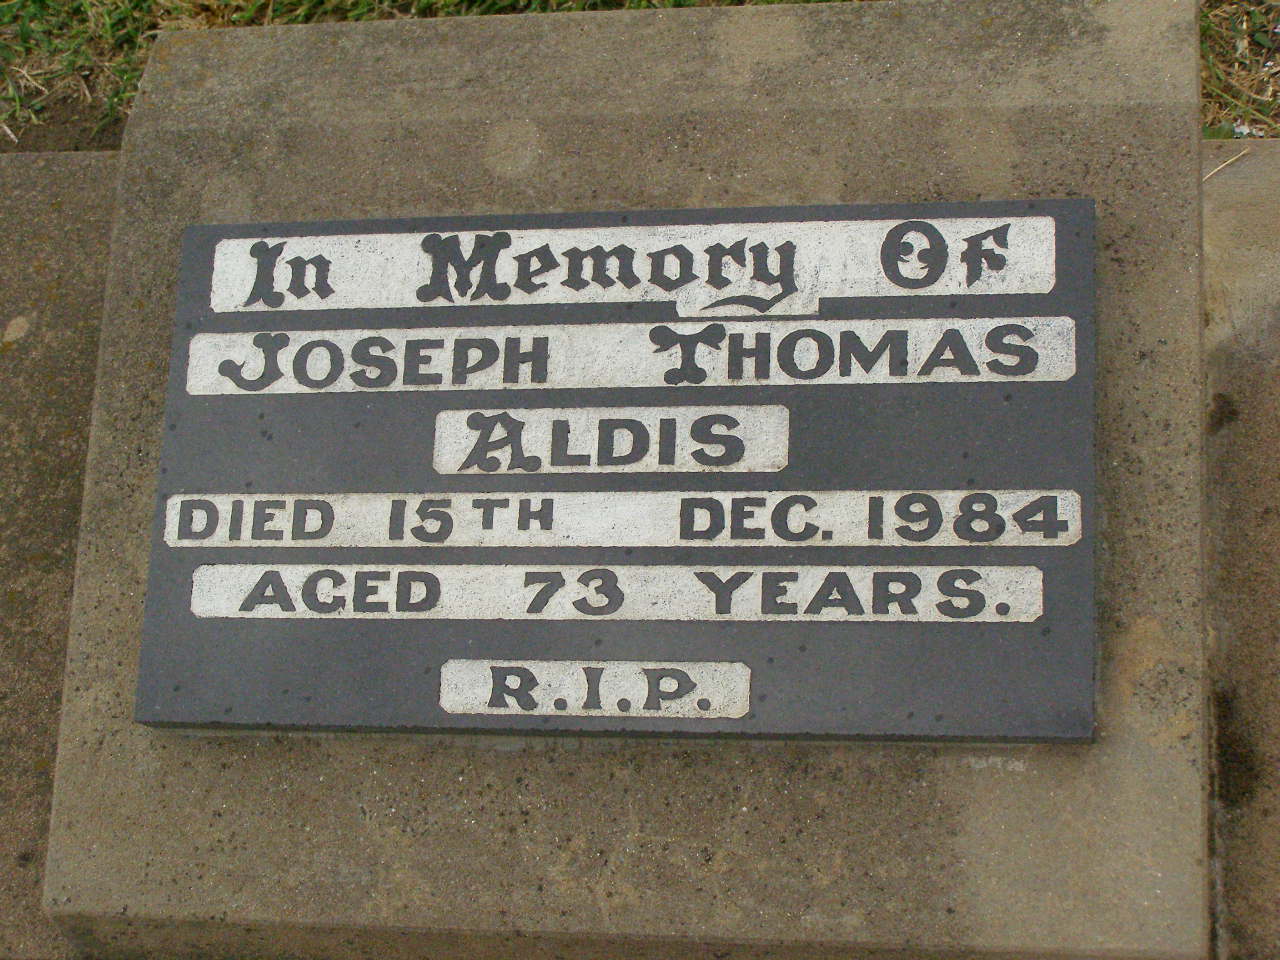 In Memory Of
JOSEPH THOMAS
ALDIS
DIED 15TH DEC. 1984
AGED 73 YEARS.
R.I.P.